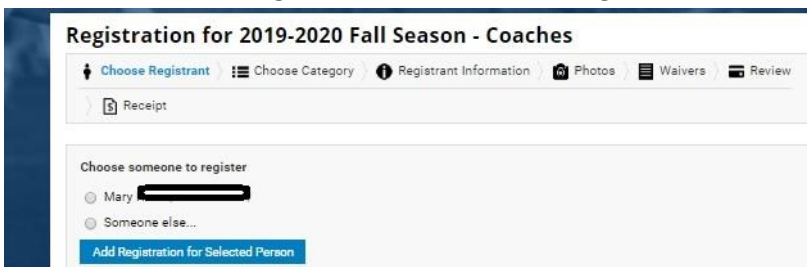 Registration for 2019-2020 Fall Season - Coaches
Choose Registrant Choose Category Registrant Information Photos Waivers Review
Receipt
Choose someone to register
Mary
Someone else...
Add Registration for Selected Person